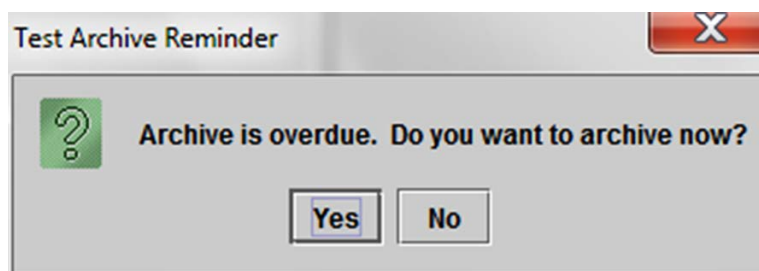 Test Archive Reminder
Archive is overdue.  Do you want to archive now?
Yes
No